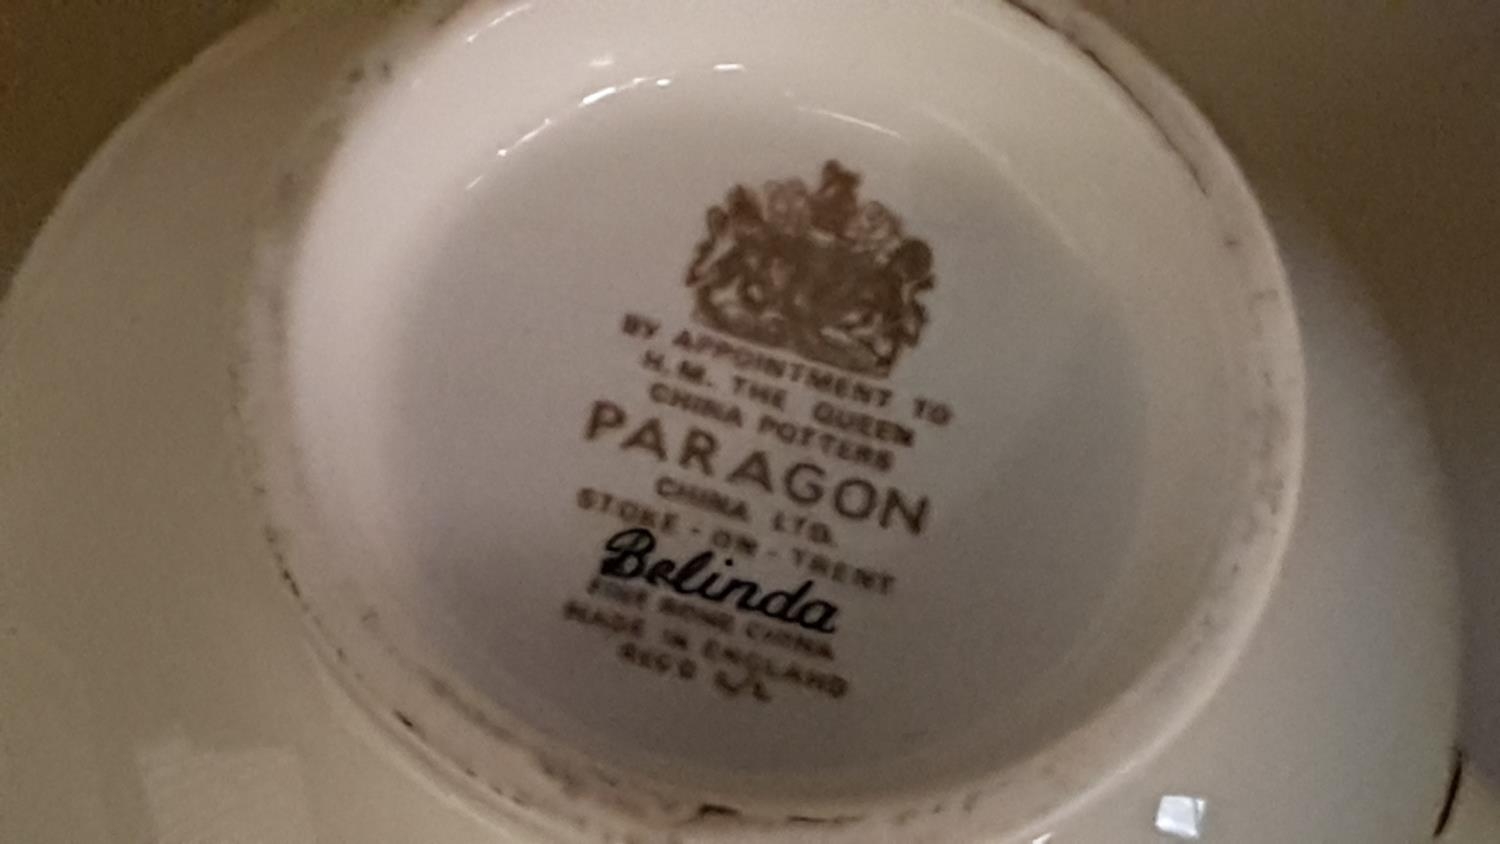 BY APPOINTMENT TO
H.M. THE QUEEN
CHINA POTTERS
PARAGON
CHINA LTD.
STOKE-ON-TRENT
Belinda
FINE BONE CHINA
MADE IN ENGLAND
REG'D